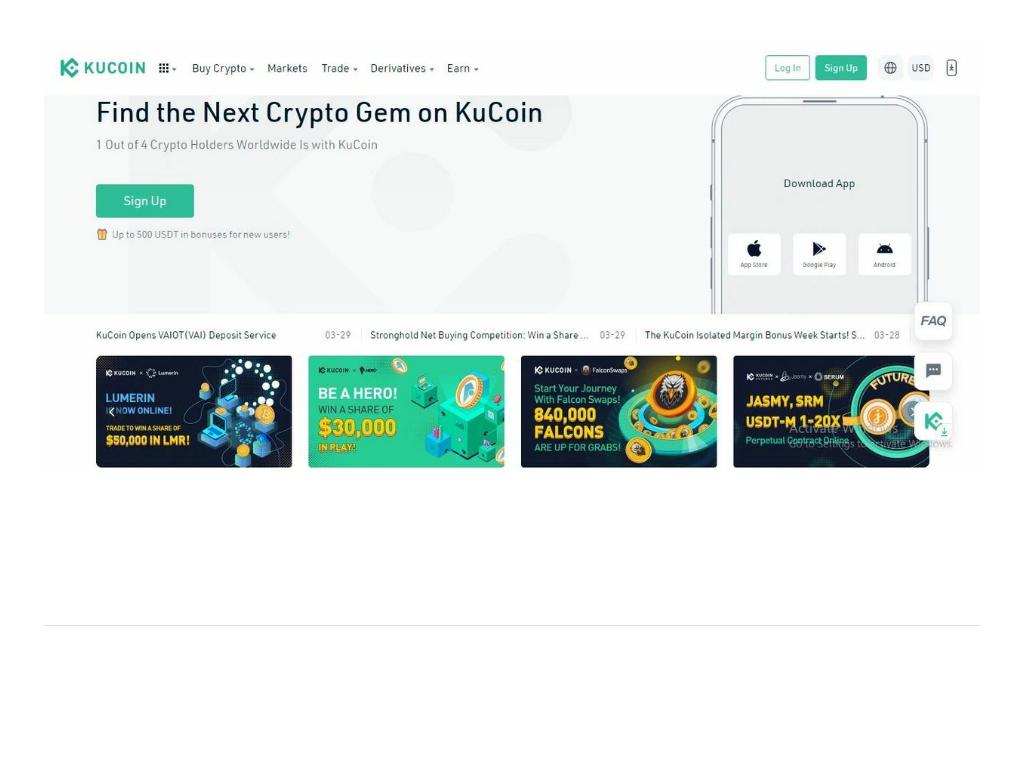 KUCOIN
Buy Crypto
Markets
Trade
Derivatives
Earn
Log In
Sign Up
USD
Find the Next Crypto Gem on KuCoin
1 Out of 4 Crypto Holders Worldwide Is with KuCoin
Sign Up
Up to 500 USDT in bonuses for new users!
Download App
App Store
Google Play
Android
FAQ
KuCoin Opens VAIOT(VAI) Deposit Service
03-29
Stronghold Net Buying Competition: Win a Share ...
03-29
The KuCoin Isolated Margin Bonus Week Starts! S...
03-28
KUCOIN × Lumerin
LUMERIN
NOW ONLINE!
TRADE TO WIN A SHARE OF
$50,000 IN LMR!
KUCOIN × HERO
BE A HERO!
WIN A SHARE OF
$30,000
IN PLAY!
KUCOIN × FalconSwaps
Start Your Journey
With Falcon Swaps!
840,000
FALCONS
ARE UP FOR GRABS!
KUCOIN FUTURES × Jasmy × SERUM
JASMY, SRM
USDT-M 1-20X
Perpetual Contract Online
FUTURE
Activate Windows
Go to Settings to activate Windows.